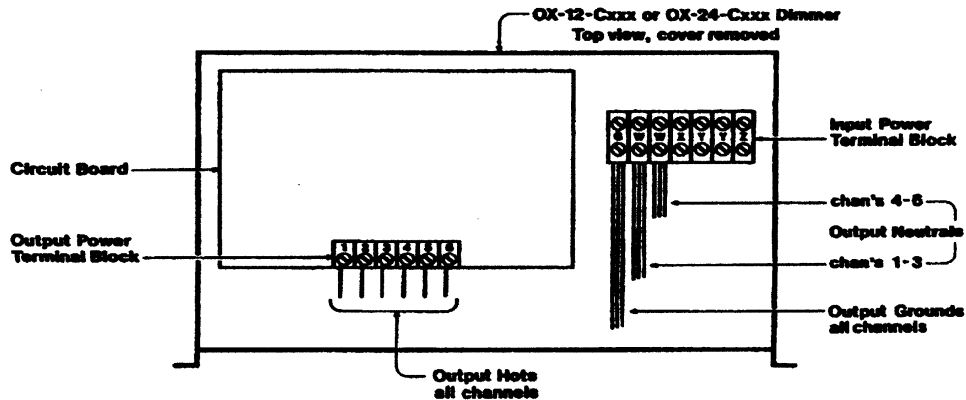 OX-12-Cxxx or OX-24-Cxxx Dimmer
Top view, cover removed
G W W X Y Y Z
Input Power
Terminal Block
Circuit Board
chan's 4-6
Output Power
Terminal Block
1 2 3 4 5 6
Output Neutrals
chan's 1-3
Output Grounds
all channels
Output Hots
all channels